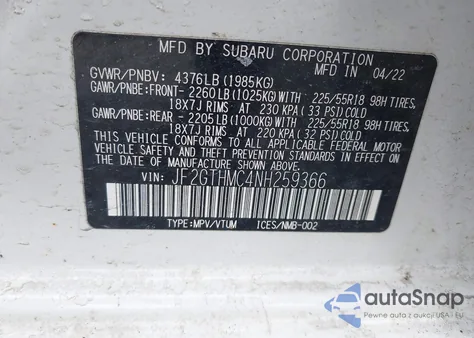 MFD BY SUBARU CORPORATION
MFD IN 04/22
GVWR/PNBV: 4376LB (1985KG)
GAWR/PNBE:FRONT- 2260LB (1025KG)WITH 225/55R18 98H TIRES,
18X7J RIMS AT 230 KPA (33 PSI)COLD
GAWR/PNBE:REAR - 2205LB (1000KG)WITH 225/55R18 98H TIRES,
18X7J RIMS AT 220 KPA (32 PSI)COLD
THIS VEHICLE CONFORMS TO ALL APPLICABLE FEDERAL
MOTOR VEHICLE SAFETY, BUMPER, AND THEFT PREVENTION
STANDARDS IN EFFECT ON THE DATE OF MANUFACTURE SHOWN ABOVE.
VIN: JF2GTHMC4NH259366
TYPE:MPV/VTUM ICES/NMB-002
autoSnap
Pewne auta z aukcji USA i EU